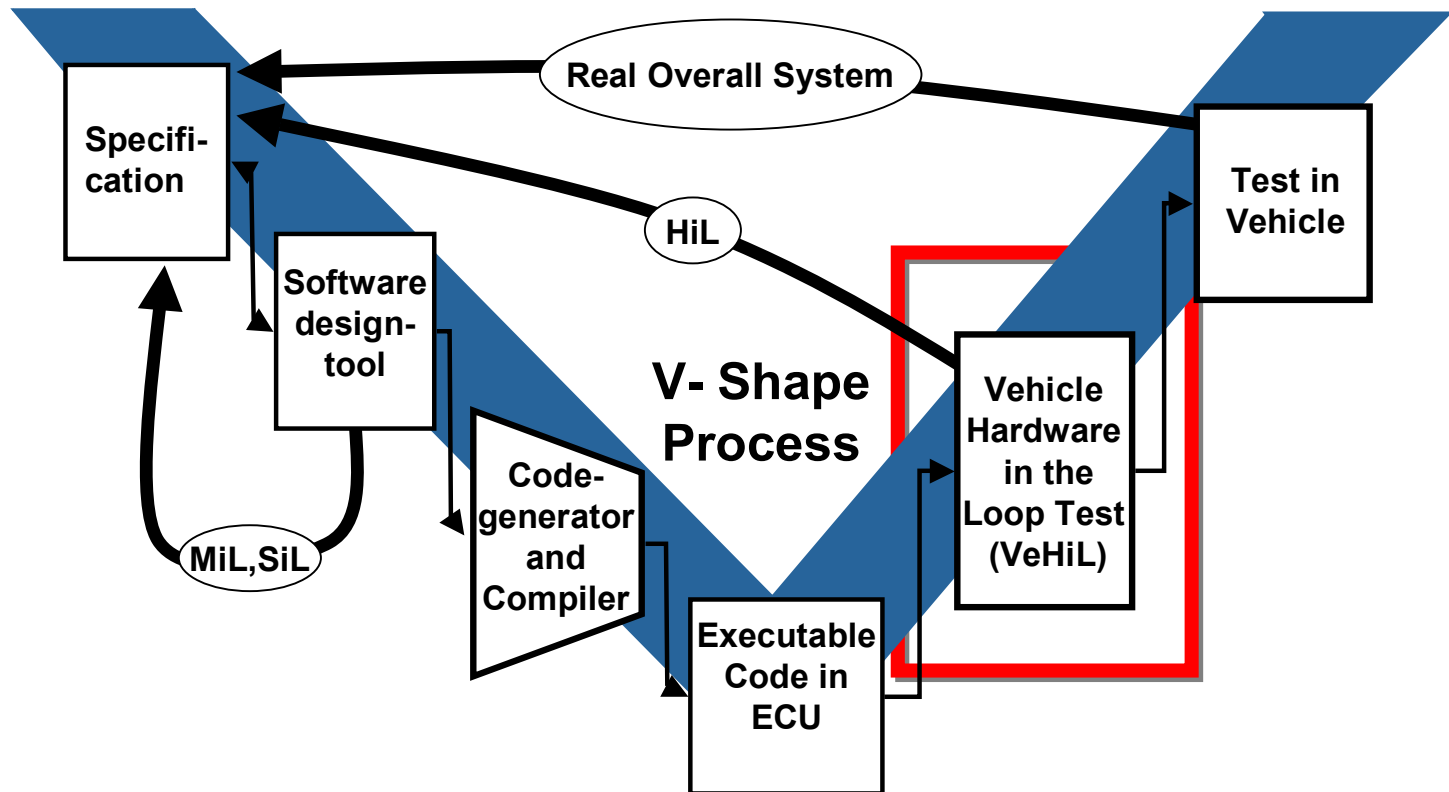 Real Overall System
Specifi-
cation
Test in
Vehicle
HiL
Software
design-
tool
V- Shape
Process
Vehicle
Hardware
in the
Loop Test
(VeHiL)
Code-
generator
and
Compiler
MiL,SiL
Executable
Code in
ECU